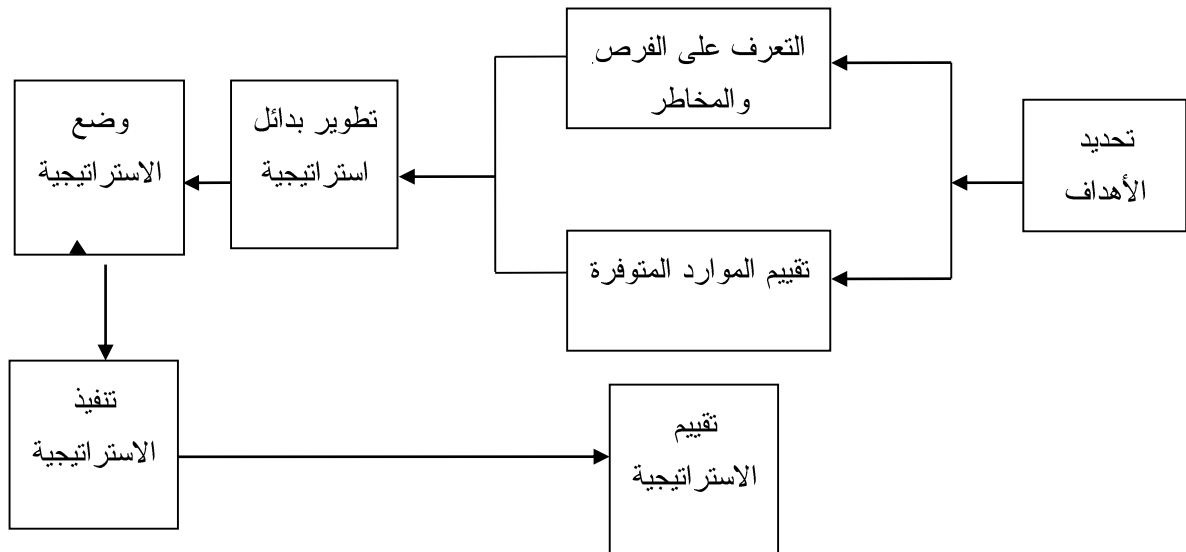 تحديد
الأهداف
التعرف على الفرص
والمخاطر
تقييم الموارد المتوفرة
تطوير بدائل
استراتيجية
وضع
الاستراتيجية
تنفيذ
الاستراتيجية
تقييم
الاستراتيجية